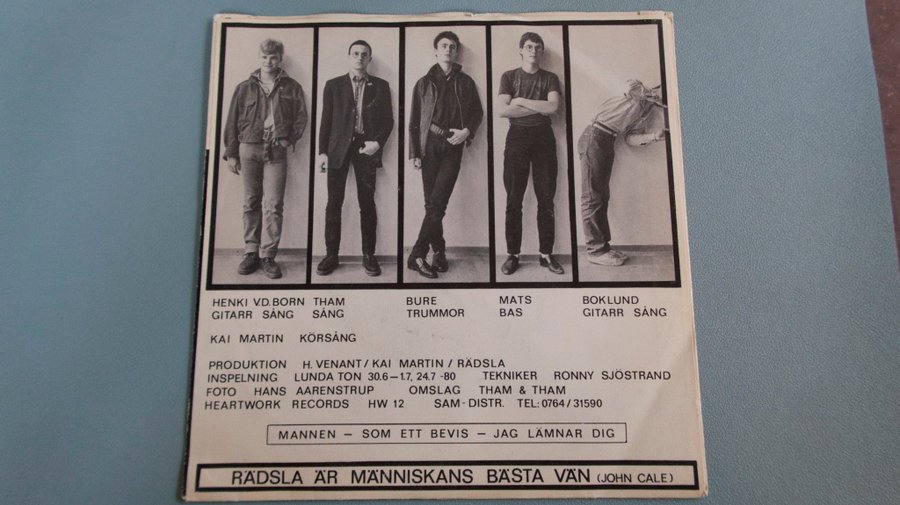 HENKI V.D. BORN THAM BURE MATS BOKLUND
GITARR SÅNG SÅNG TRUMMOR BAS GITARR SÅNG
KAI MARTIN KÖRSÅNG
PRODUKTION H. VENANT / KAI MARTIN / RÄDSLA
INSPELNING LUNDA TON 30.6 – 1.7, 24.7 -80 TEKNIKER RONNY SJÖSTRAND
FOTO HANS AARENSTRUP OMSLAG THAM & THAM
HEARTWORK RECORDS HW 12 SAM-DISTR. TEL: 0764 / 31590
MANNEN – SOM ETT BEVIS – JAG LÄMNAR DIG
RÄDSLA ÄR MÄNNISKANS BÄSTA VÄN (JOHN CALE)